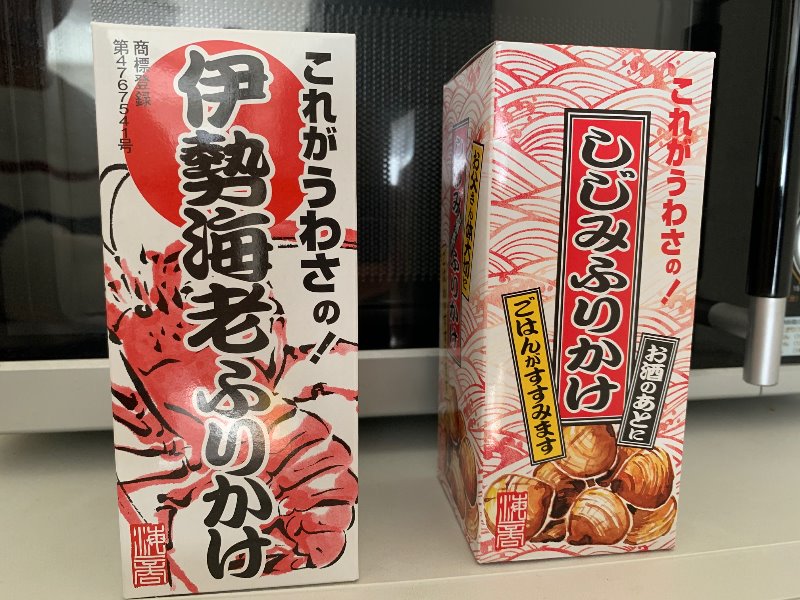 これがうわさの!
伊勢海老ふりかけ
商標登録
第4767541号
これがうわさの!
しじみふりかけ
お酒のあとに
ごはんがすすみます